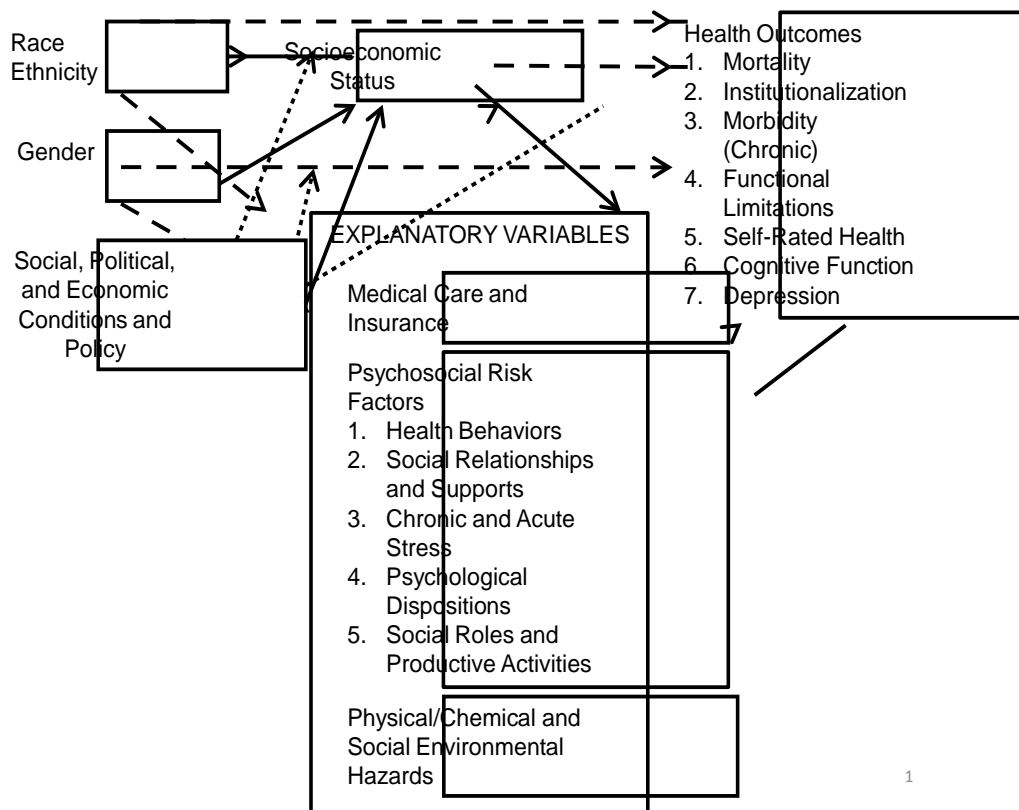 Race
Ethnicity
Socioeconomic
Status
Gender
Social, Political,
and Economic
Conditions and
Policy
EXPLANATORY VARIABLES
Medical Care and
Insurance
Psychosocial Risk
Factors
1. Health Behaviors
2. Social Relationships
and Supports
3. Chronic and Acute
Stress
4. Psychological
Dispositions
5. Social Roles and
Productive Activities
Physical/Chemical and
Social Environmental
Hazards
Health Outcomes
1. Mortality
2. Institutionalization
3. Morbidity
(Chronic)
4. Functional
Limitations
5. Self-Rated Health
6. Cognitive Function
7. Depression
1